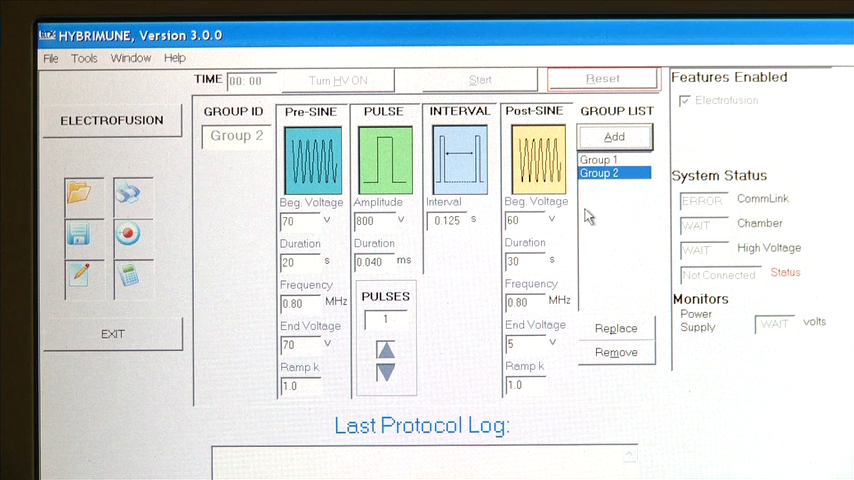 HYBRIMUNE, Version 3.0.0
File Tools Window Help
TIME 00: 00 Turn HV ON Start Reset
Features Enabled
Electrofusion
ELECTROFUSION
GROUP ID Pre-SINE PULSE INTERVAL Post-SINE GROUP LIST
Group 2
Add
Group 1
Group 2
System Status
ERROR CommLink
WAIT Chamber
WAIT High Voltage
Not Connected Status
Beg. Voltage Amplitude Interval Beg. Voltage
70 V 800 V 0.125 s 60 V
Duration Duration Duration
20 s 0.040 ms 30 s
Frequency Frequency
0.80 MHz 0.80 MHz
PULSES
1
End Voltage End Voltage
70 V 5 V
Ramp k Ramp k
1.0 1.0
Replace
Remove
Monitors
Power
Supply WAIT volts
EXIT
Last Protocol Log: